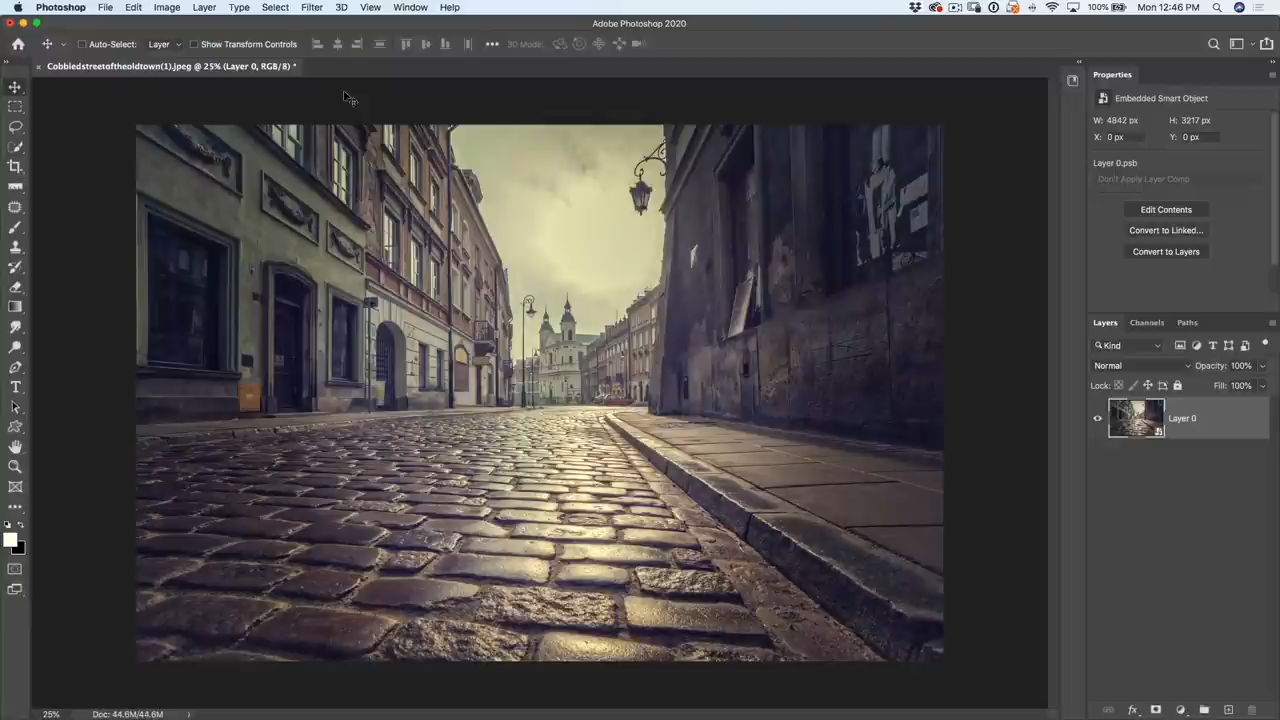 Photoshop File Edit Image Layer Type Select Filter 3D View Window Help 100% Mon 12:46 PM
Adobe Photoshop 2020
Auto-Select: Layer Show Transform Controls 3D Mode:
Cobbledstreetoftheoldtown(1).jpeg @ 25% (Layer 0, RGB/8) *
Properties
Embedded Smart Object
W: 4842 px H: 3217 px
X: 0 px Y: 0 px
Layer 0.psb
Don't Apply Layer Comp
Edit Contents
Convert to Linked...
Convert to Layers
Layers Channels Paths
Kind
Normal Opacity: 100%
Lock: Fill: 100%
Layer 0
25% Doc: 44.6M/44.6M